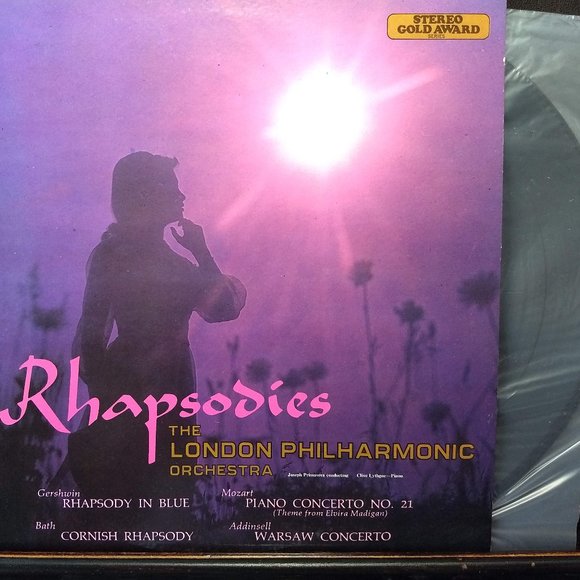 STEREO
GOLD AWARD
SERIES
Rhapsodies
THE
LONDON PHILHARMONIC
ORCHESTRA
Joseph Primavera conducting Clive Lythgoe—Piano
Gershwin
RHAPSODY IN BLUE
Mozart
PIANO CONCERTO NO. 21
(Theme from Elvira Madigan)
Bath
CORNISH RHAPSODY
Addinsell
WARSAW CONCERTO